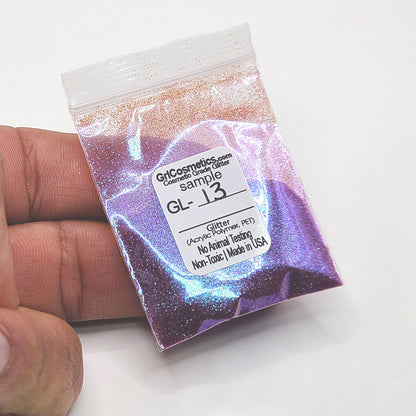 GrlCosmetics.com
Cosmetic Grade Glitter
sample
GL- 13
Glitter
(Acrylic Polymer, PET)
No Animal Testing
Non-Toxic | Made in USA